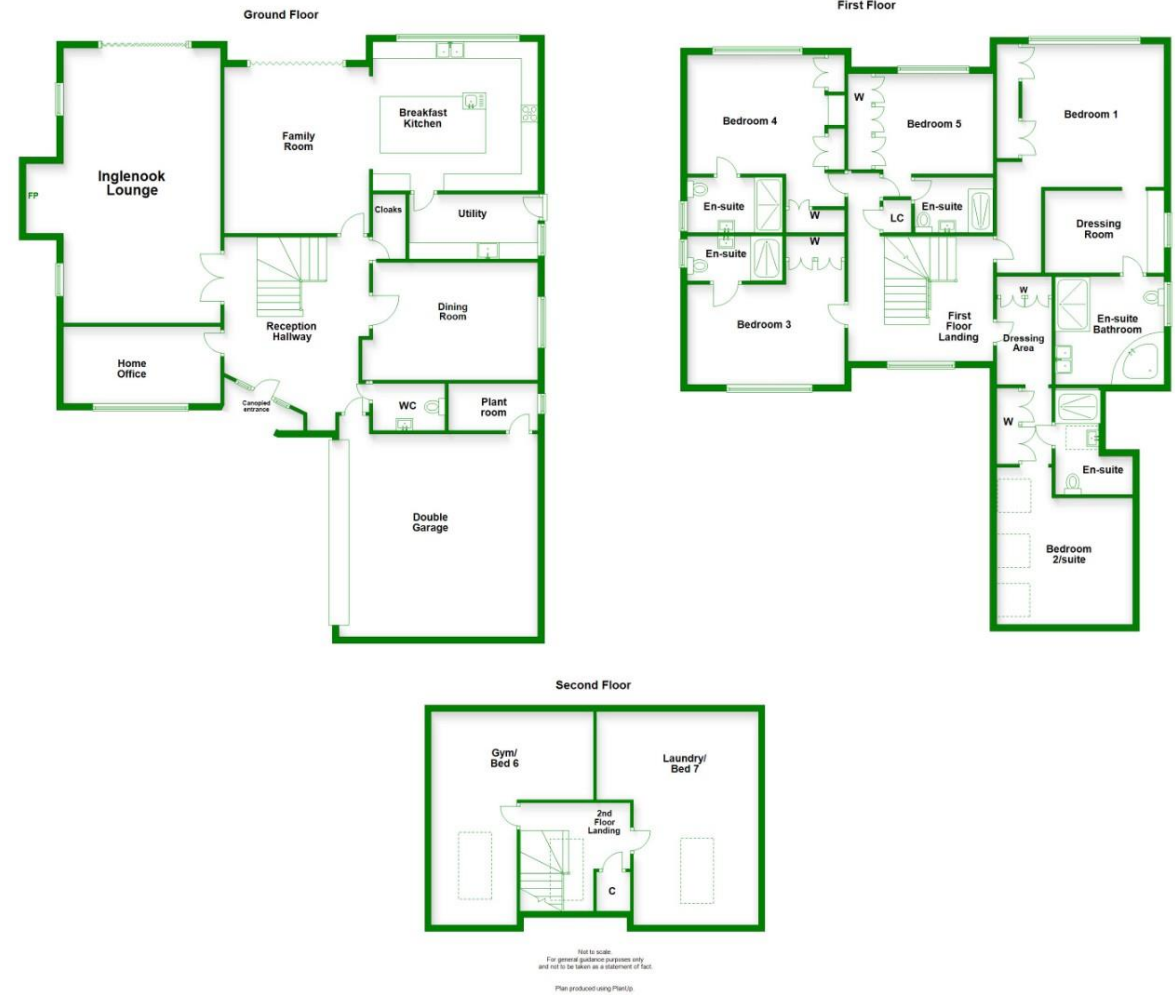 Ground Floor
Inglenook
Lounge
FP
Family
Room
Breakfast
Kitchen
Cloaks
Utility
Dining
Room
Reception
Hallway
Home
Office
Canopied
entrance
WC
Plant
room
Double
Garage
First Floor
Bedroom 4
W
Bedroom 5
Bedroom 1
En-suite
W
LC
En-suite
Dressing
Room
En-suite
W
Bedroom 3
First
Floor
Landing
W
Dressing
Area
En-suite
Bathroom
W
En-suite
Bedroom
2/suite
Second Floor
Gym/
Bed 6
Laundry/
Bed 7
2nd
Floor
Landing
C
Not to scale.
For general guidance purposes only
and not to be taken as a statement of fact.
Plan produced using PlanUp.